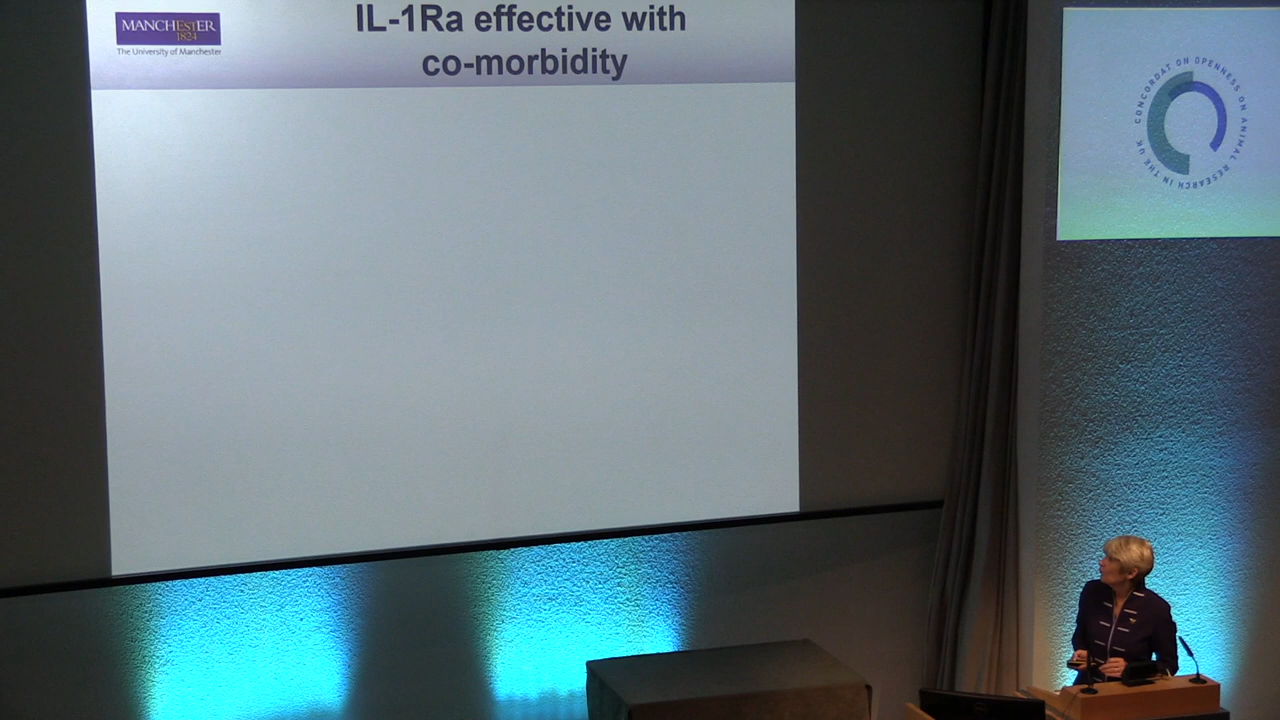 MANCHESTER
1824
The University of Manchester
IL-1Ra effective with
co-morbidity
CONCORDAT ON OPENNESS ON ANIMAL RESEARCH IN THE UK